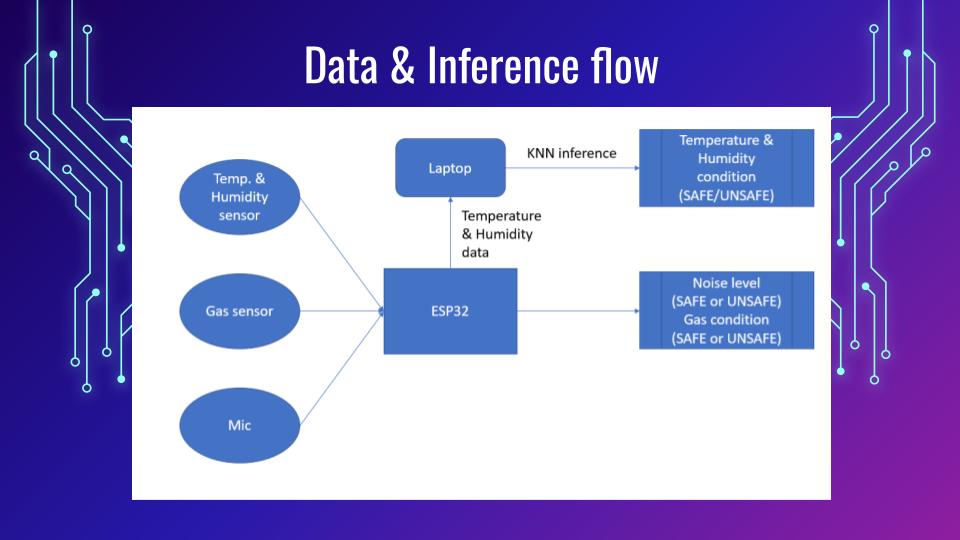 Data & Inference flow
Temp. &
Humidity
sensor
Gas sensor
Mic
Laptop
KNN inference
Temperature
& Humidity
data
ESP32
Temperature &
Humidity
condition
(SAFE/UNSAFE)
Noise level
(SAFE or UNSAFE)
Gas condition
(SAFE or UNSAFE)